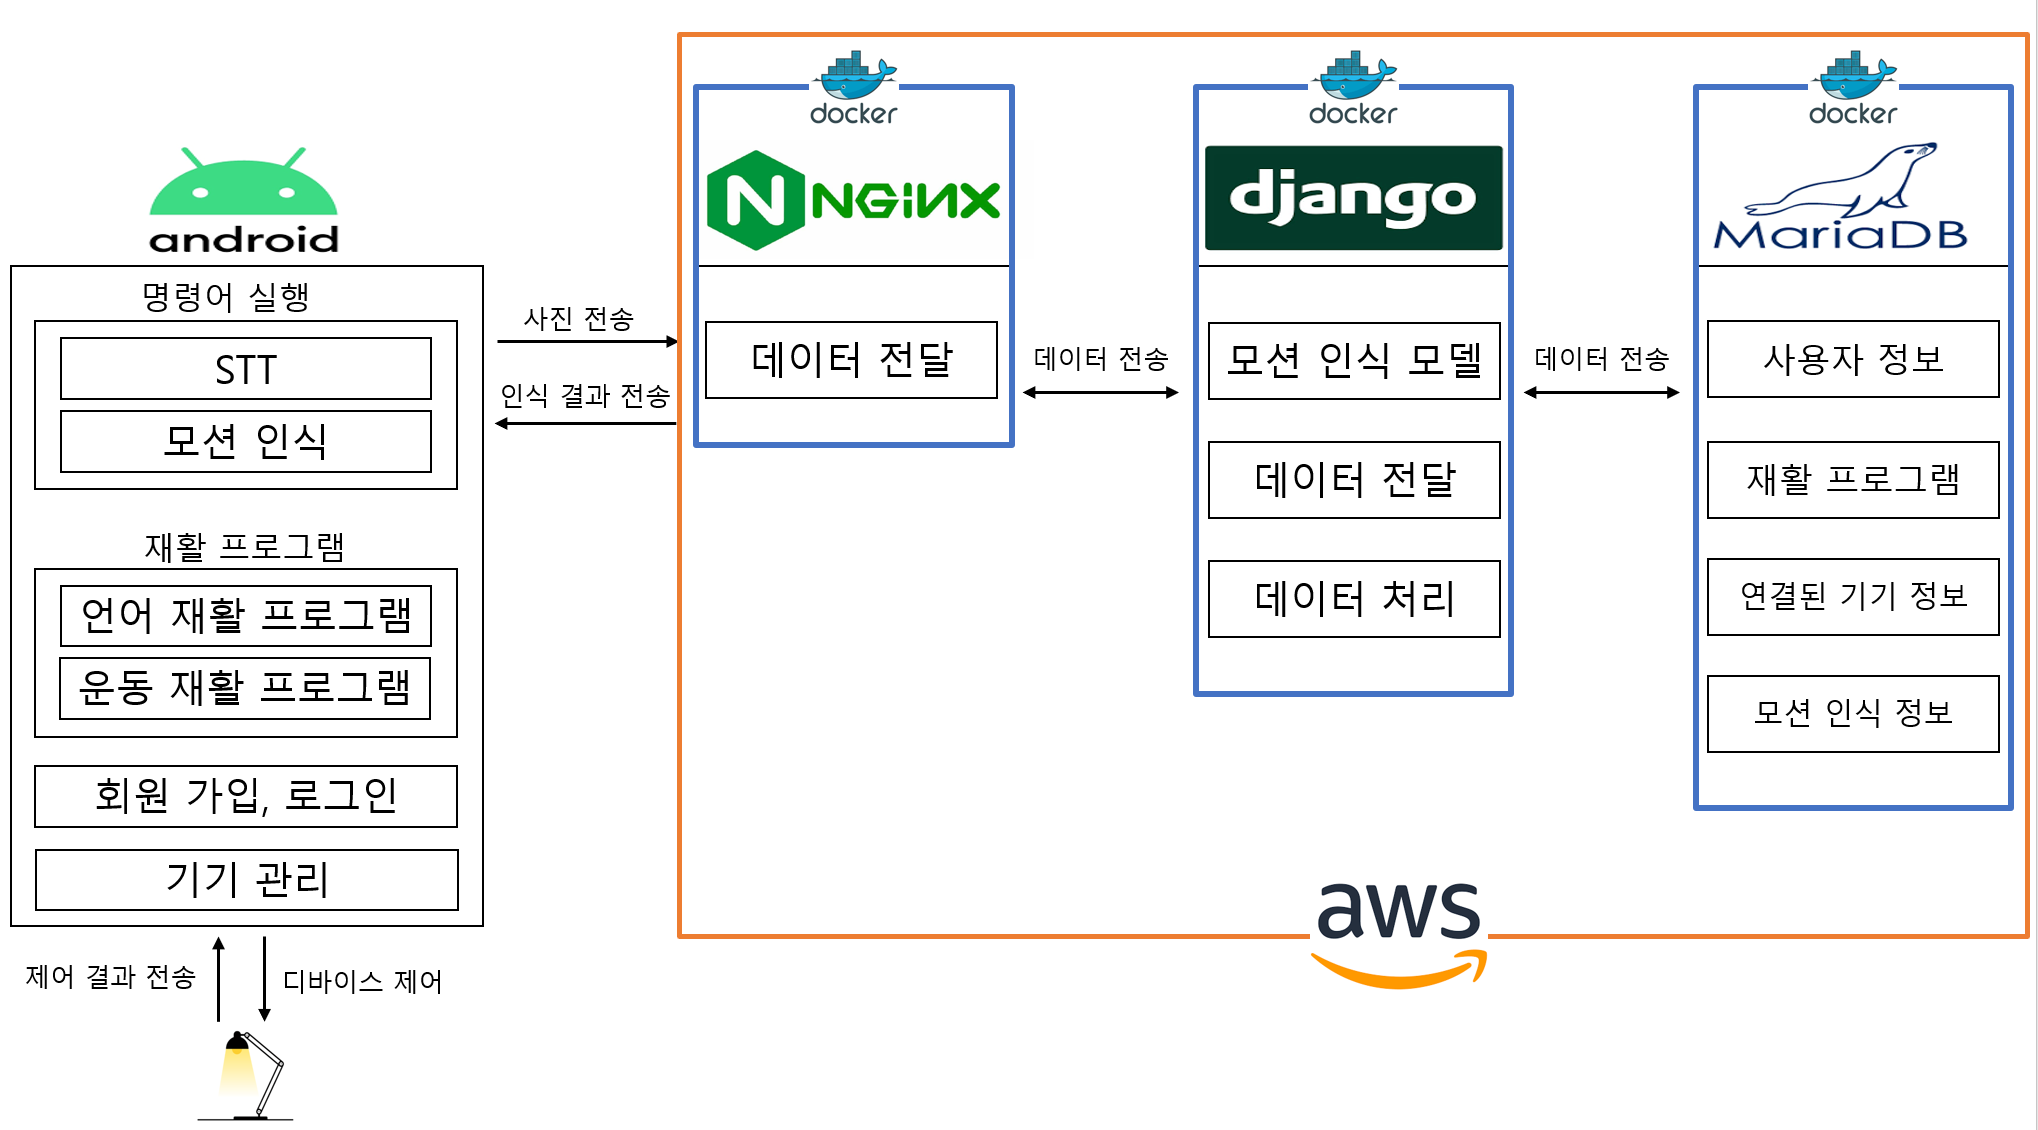 android
명령어 실행
STT
모션 인식
재활 프로그램
언어 재활 프로그램
운동 재활 프로그램
회원 가입, 로그인
기기 관리
제어 결과 전송
디바이스 제어
사진 전송
인식 결과 전송
docker
N NGINX
데이터 전달
데이터 전송
docker
django
모션 인식 모델
데이터 전달
데이터 처리
데이터 전송
docker
MariaDB
사용자 정보
재활 프로그램
연결된 기기 정보
모션 인식 정보
aws